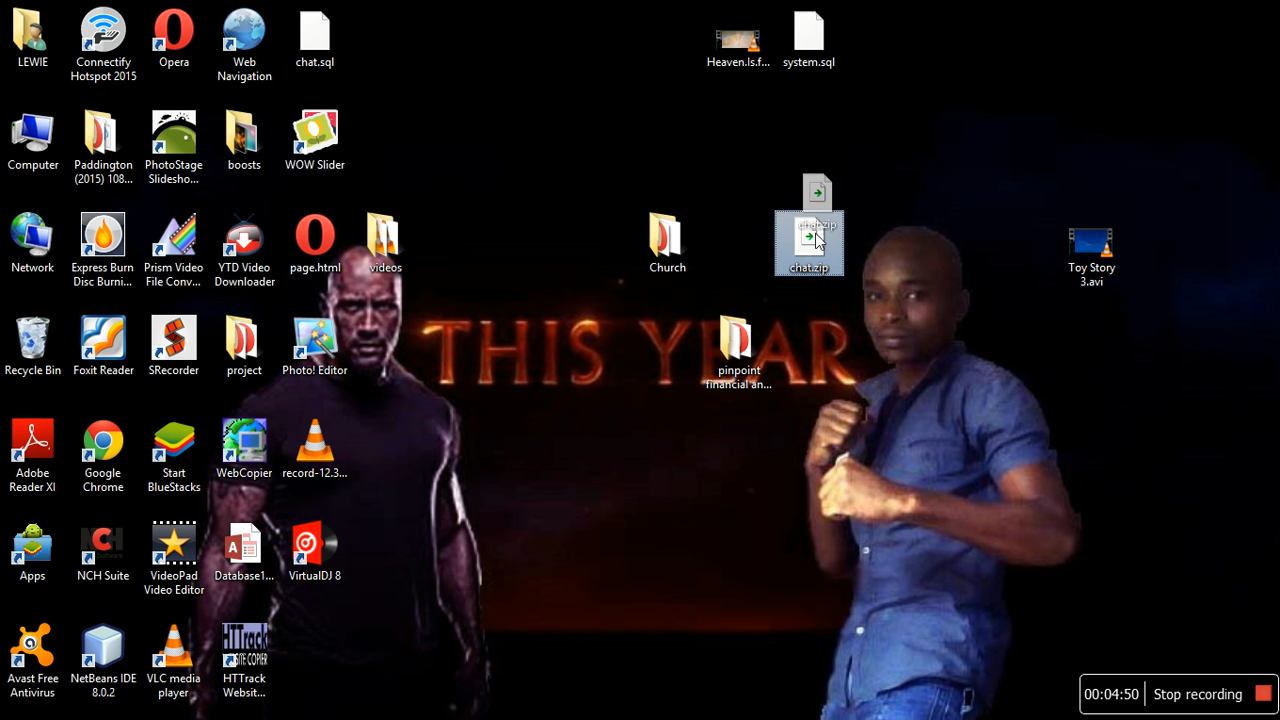 LEWIE
Connectify
Hotspot 2015
Opera
Web
Navigation
chat.sql
Heaven.Is.f...
system.sql
Computer
Paddington
(2015) 108...
PhotoStage
Slidesho...
boosts
WOW Slider
chat.zip
Network
Express Burn
Disc Burni...
Prism Video
File Conv...
YTD Video
Downloader
page.html
videos
Church
chat.zip
Toy Story
3.avi
THIS YEAR
Recycle Bin
Foxit Reader
SRecorder
project
Photo! Editor
pinpoint
financial an...
Adobe
Reader XI
Google
Chrome
Start
BlueStacks
WebCopier
record-12.3...
Apps
NCH
NCH Suite
VideoPad
Video Editor
A
Database1...
VirtualDJ 8
HTTrack
Avast Free
Antivirus
NetBeans IDE
8.0.2
VLC media
player
HTTrack
Websit...
00:04:50
Stop recording